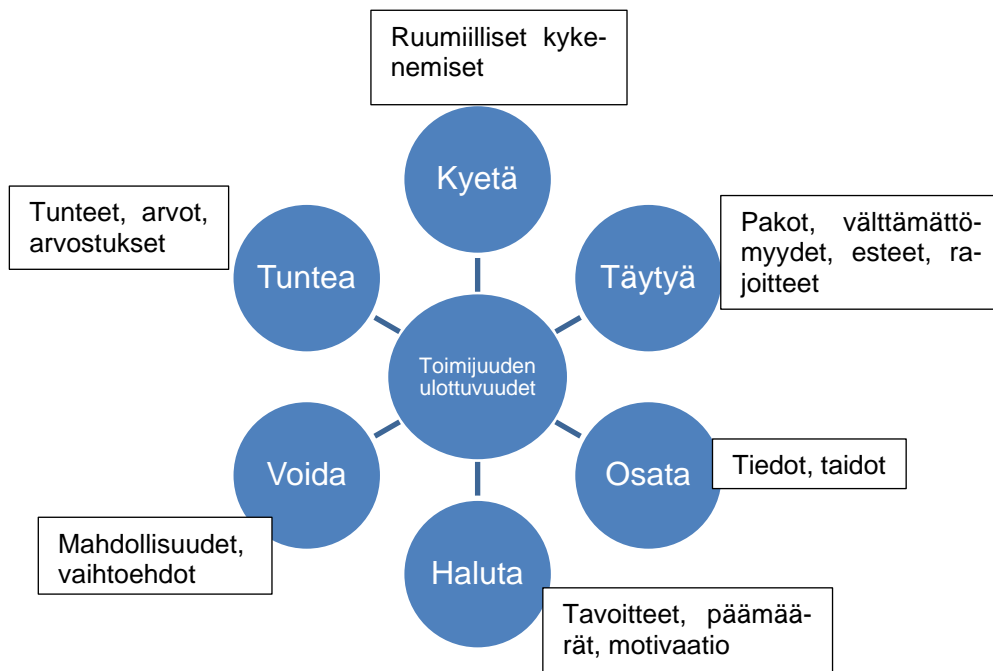 Ruumiilliset kyke-
nemiset
Kyetä
Tunteet, arvot,
arvostukset
Tuntea
Pakot, välttämättö-
myydet, esteet, ra-
joitteet
Täytyä
Toimijuuden
ulottuvuudet
Voida
Mahdollisuudet,
vaihtoehdot
Osata
Tiedot, taidot
Haluta
Tavoitteet, päämää-
rät, motivaatio